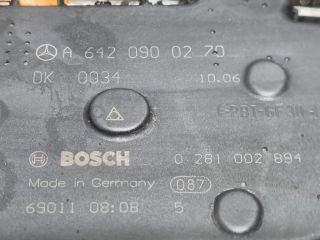 A 642 090 02 70
DK 0034 10.06
BOSCH 0 281 002 894
Made in Germany 087
69011 08:08 5